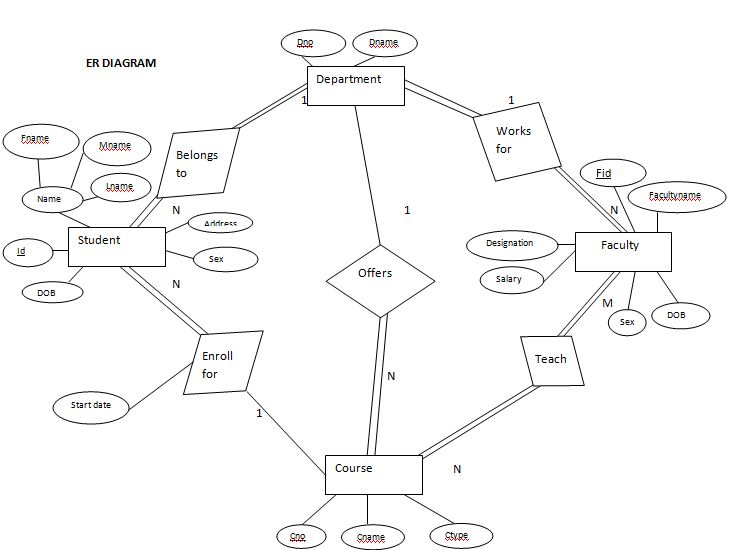 Dno
Dname
ER DIAGRAM
Department
1
1
Works
for
Fname
Mname
Belongs
to
Lname
Name
Fid
Facultyname
N
1
N
Address
Student
Designation
Faculty
Id
Sex
Offers
Salary
DOB
N
M
DOB
Sex
Enroll
for
Teach
N
Start date
1
Course
N
Cno
Cname
Ctype